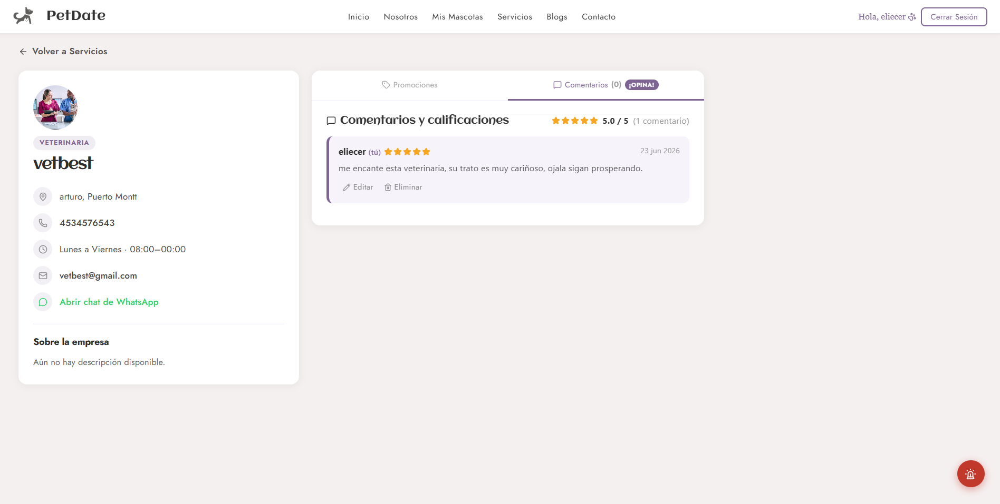 PetDate
Inicio Nosotros Mis Mascotas Servicios Blogs Contacto
Hola, eliecer
Cerrar Sesión
Volver a Servicios
VETERINARIA
vetbest
arturo, Puerto Montt
4534576543
Lunes a Viernes · 08:00–00:00
vetbest@gmail.com
Abrir chat de WhatsApp
Sobre la empresa
Aún no hay descripción disponible.
Promociones
Comentarios (0) ¡OPINA!
Comentarios y calificaciones
5.0 / 5 (1 comentario)
eliecer (tú)
23 jun 2026
me encante esta veterinaria, su trato es muy cariñoso, ojala sigan prosperando.
Editar Eliminar